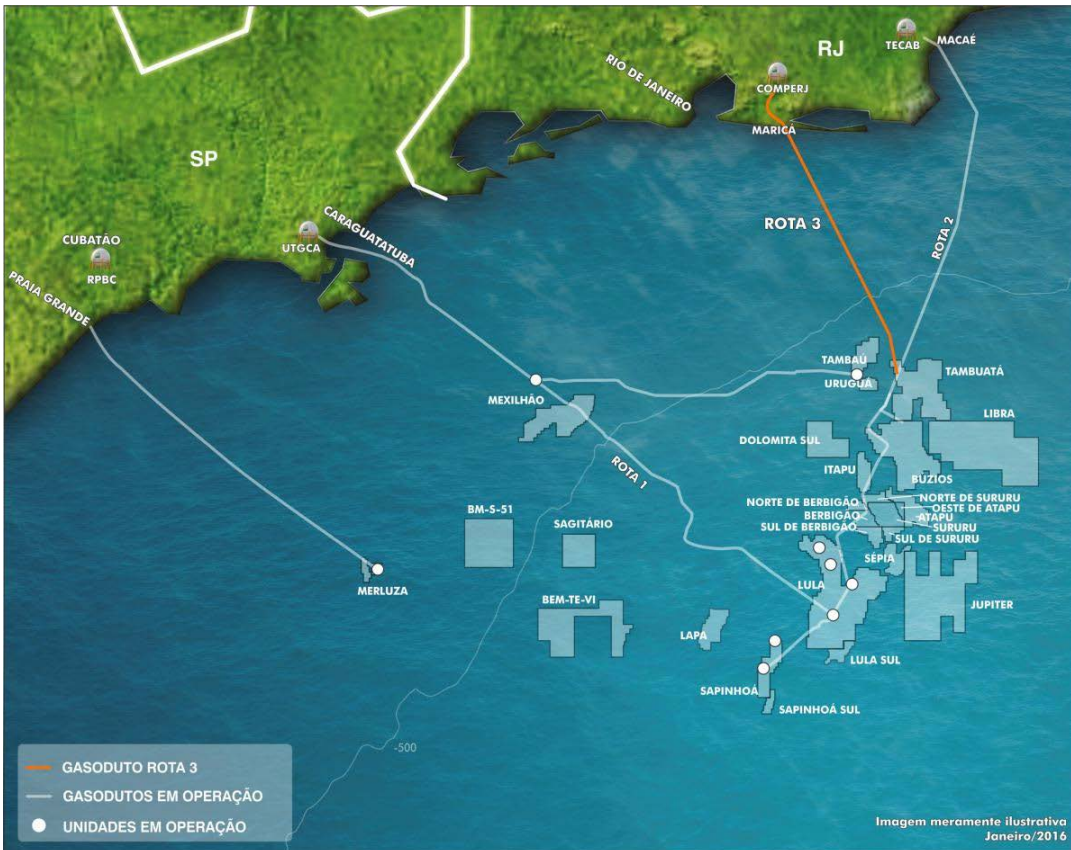 RJ
TECAB
MACAÉ
RIO DE JANEIRO
COMPERJ
MARICÁ
SP
ROTA 3
ROTA 2
CARAGUATATUBA
UTGCA
CUBATÃO
RPBC
PRAIA GRANDE
TAMBAÚ
URUGUÁ
TAMBUATÁ
MEXILHÃO
LIBRA
DOLOMITA SUL
ITAPU
BÚZIOS
ROTA 1
NORTE DE BERBIGÃO
NORTE DE SURURU
BERBIGÃO
OESTE DE ATAPU
ATAPU
SUL DE BERBIGÃO
SURURU
SUL DE SURURU
BM-S-51
SAGITÁRIO
SÉPIA
MERLUZA
LULA
BEM-TE-VI
JUPITER
LAPA
LULA SUL
SAPINHOÁ
SAPINHOÁ SUL
-500
GASODUTO ROTA 3
GASODUTOS EM OPERAÇÃO
UNIDADES EM OPERAÇÃO
Imagem meramente ilustrativa
Janeiro/2016